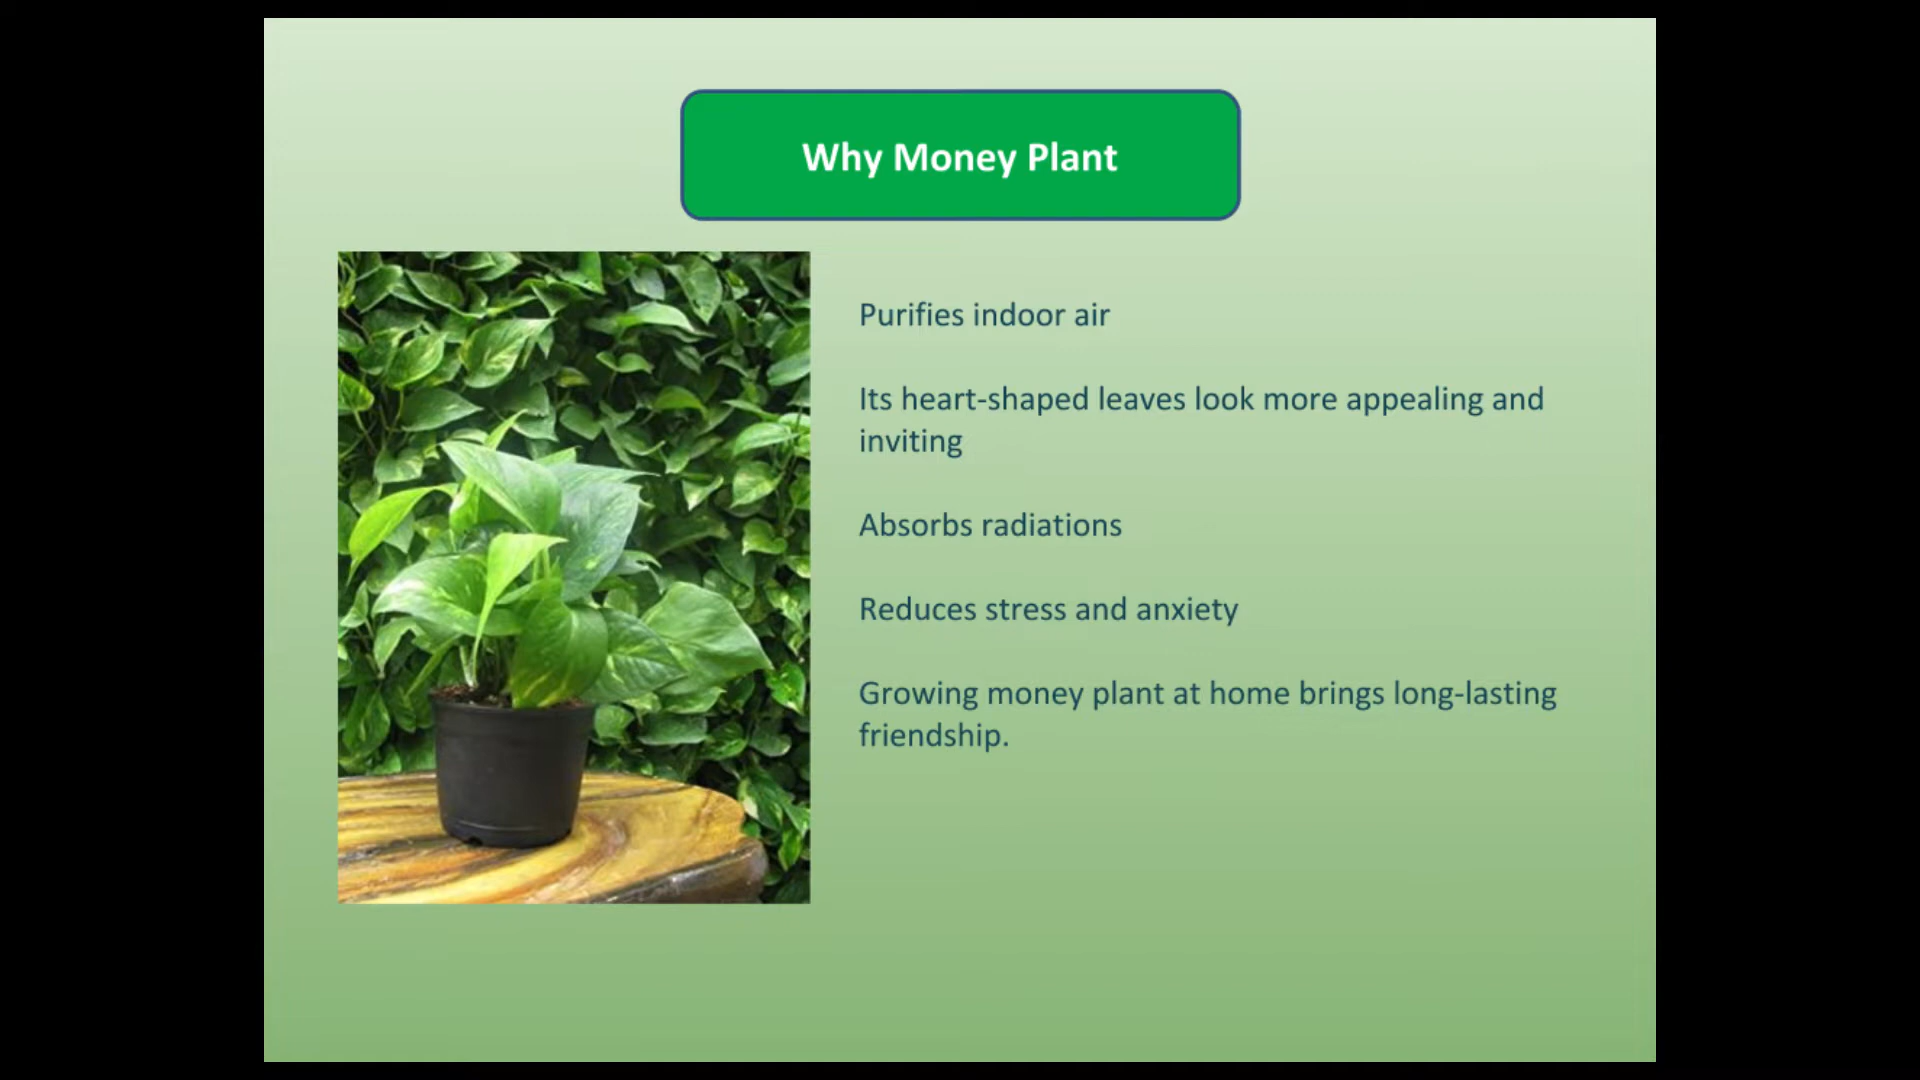 Why Money Plant
Purifies indoor air
Its heart-shaped leaves look more appealing and
inviting
Absorbs radiations
Reduces stress and anxiety
Growing money plant at home brings long-lasting
friendship.